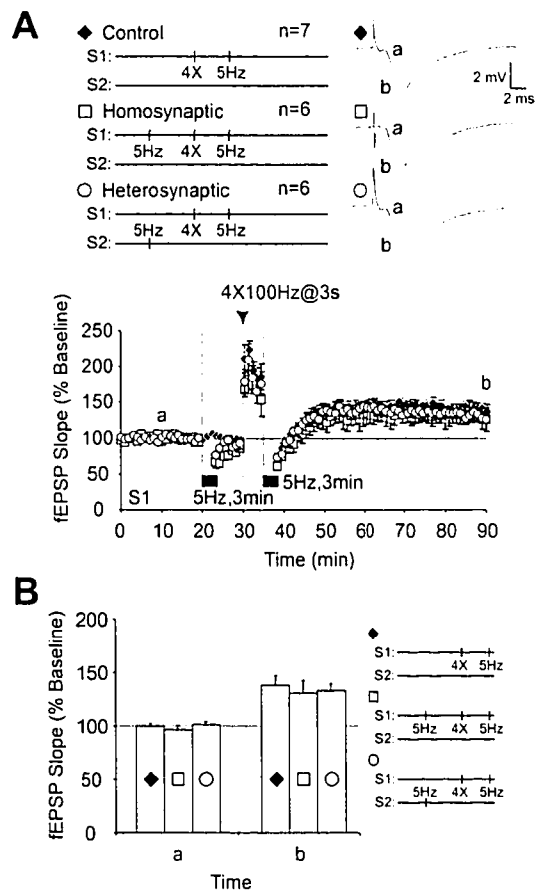 A
Control n=7
S1:
4X 5Hz
S2:
Homosynaptic n=6
S1:
5Hz 4X 5Hz
S2:
Heterosynaptic n=6
S1:
4X 5Hz
S2:
5Hz
a
b
2 mV
2 ms
a
b
a
b
4X100Hz@3s
fEPSP Slope (% Baseline)
250
200
150
100
50
0
a
b
S1
5Hz,3min
5Hz,3min
0 10 20 30 40 50 60 70 80 90
Time (min)
B
fEPSP Slope (% Baseline)
200
150
100
50
0
a b
Time
S1:
4X 5Hz
S2:
S1:
5Hz 4X 5Hz
S2:
S1:
4X 5Hz
S2:
5Hz